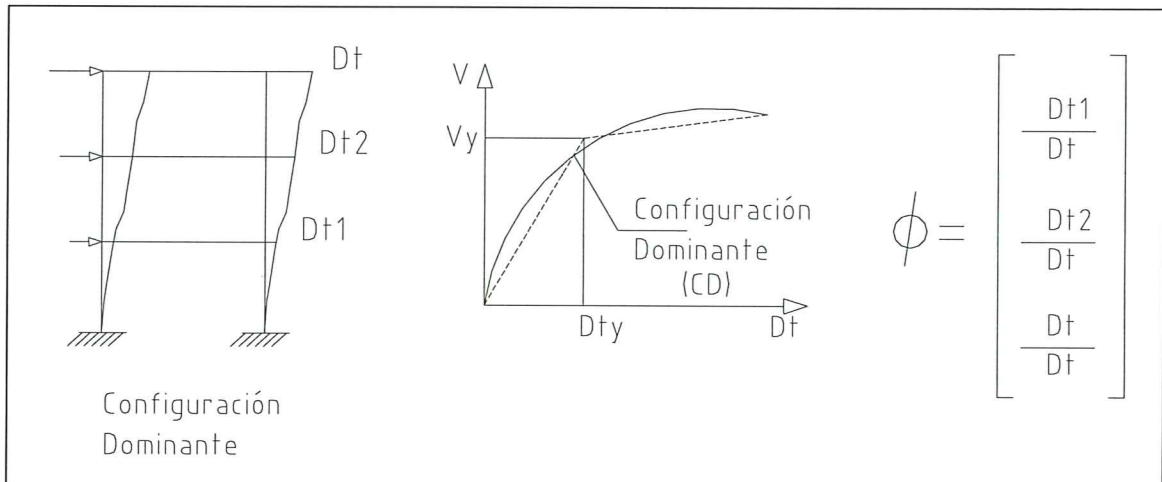 Dt
Dt2
Dt1
Configuración
Dominante
V
Vy
Configuración
Dominante
(CD)
Dty
Dt
ϕ =
Dt1
Dt
Dt2
Dt
Dt
Dt